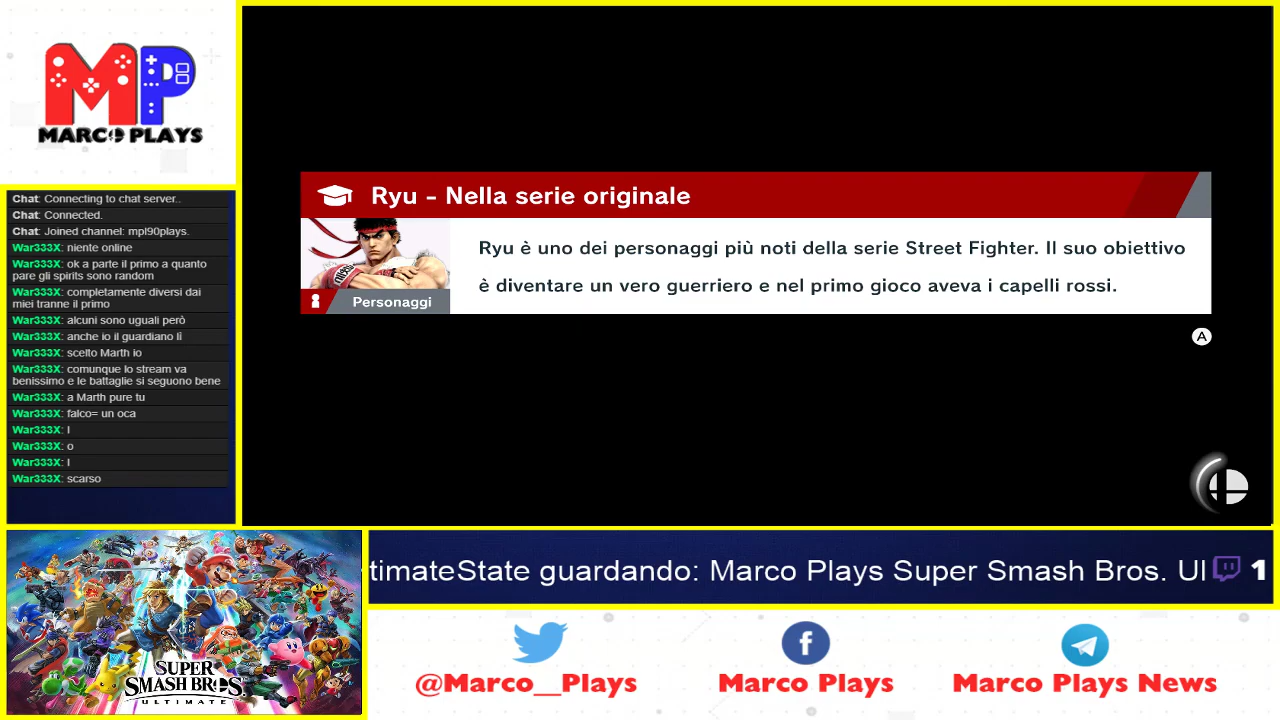 MP
MARCO PLAYS
Chat: Connecting to chat server..
Chat: Connected.
Chat: Joined channel: mpl90plays.
War333X: niente online
War333X: ok a parte il primo a quanto
pare gli spirits sono random
War333X: completamente diversi dai
miei tranne il primo
War333X: alcuni sono uguali però
War333X: anche io il guardiano lì
War333X: scelto Marth io
War333X: comunque lo stream va
benissimo e le battaglie si seguono bene
War333X: a Marth pure tu
War333X: falco= un oca
War333X: l
War333X: o
War333X: l
War333X: scarso
Ryu – Nella serie originale
Ryu è uno dei personaggi più noti della serie Street Fighter. Il suo obiettivo
è diventare un vero guerriero e nel primo gioco aveva i capelli rossi.
Personaggi
A
SUPER
SMASH BROS.
ULTIMATE
timateState guardando: Marco Plays Super Smash Bros. Ul 1
@Marco__Plays
Marco Plays
Marco Plays News